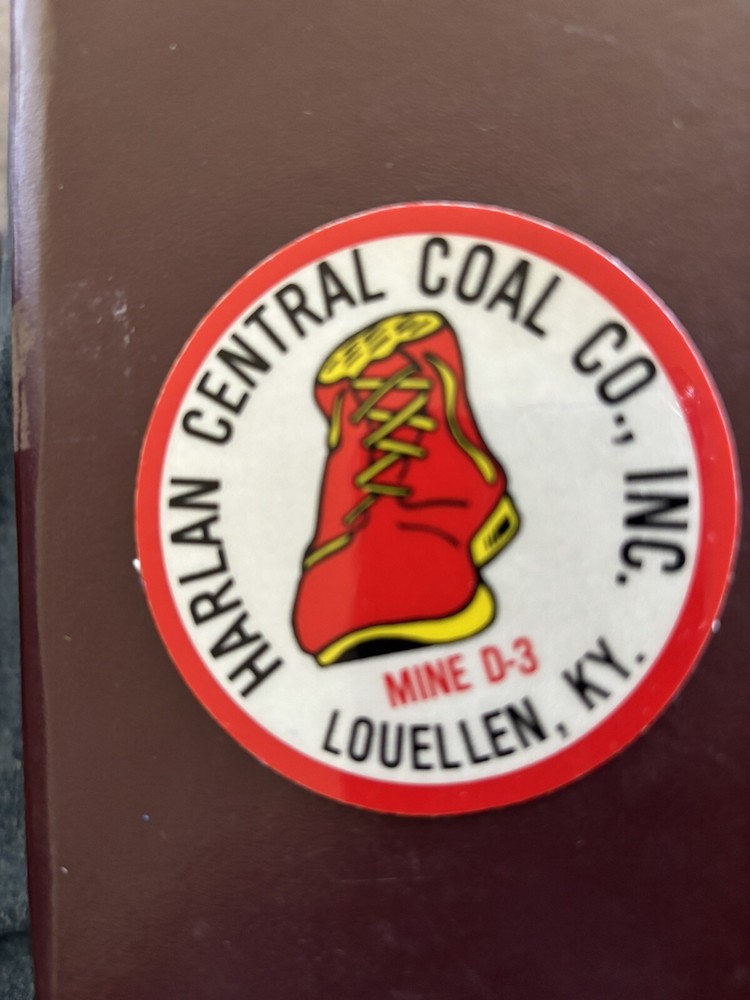 HARLAN CENTRAL COAL CO., INC.
MINE D-3
LOUELLEN, KY.